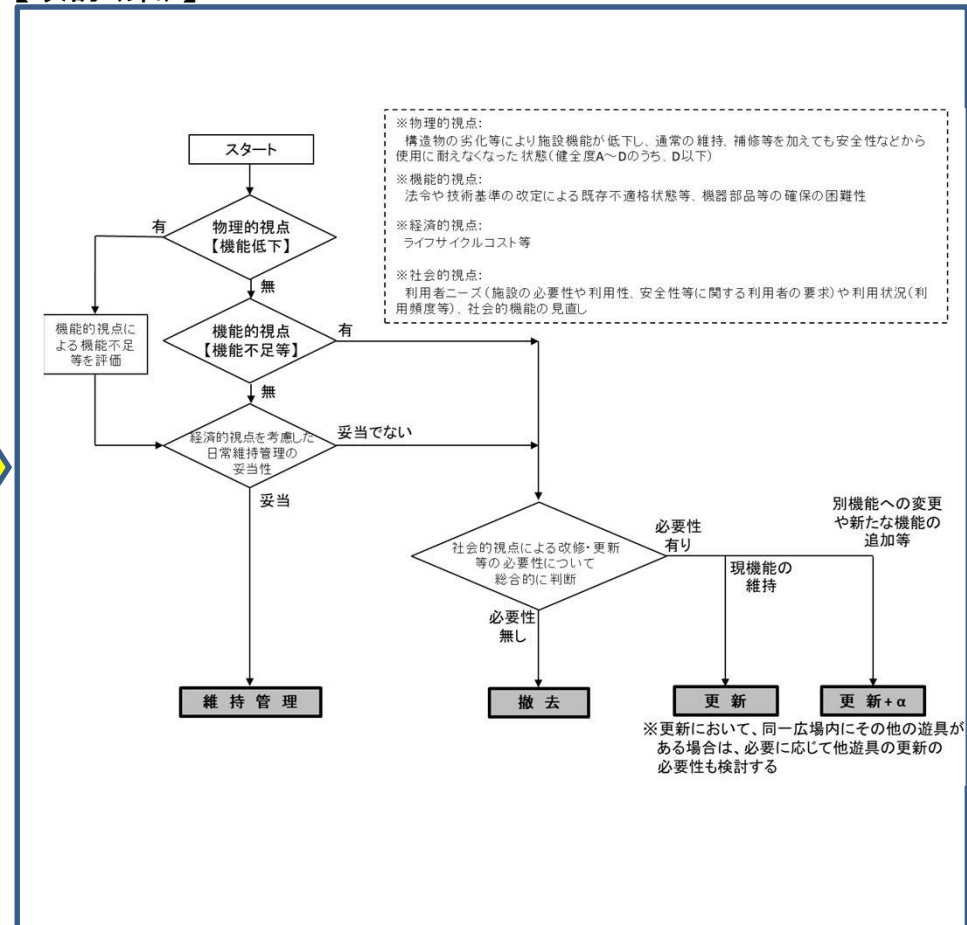 スタート
※物理的視点:
構造物の劣化等により施設機能が低下し、通常の維持、補修等を加えても安全性などから
使用に耐えなくなった状態(健全度A~Dのうち、D以下)
※機能的視点:
法令や技術基準の改定による既存不適格状態等、機器部品等の確保の困難性
※経済的視点:
ライフサイクルコスト等
※社会的視点:
利用者ニーズ(施設の必要性や利用性、安全性等に関する利用者の要求)や利用状況(利
用頻度等)、社会的機能の見直し
有
物理的視点
【機能低下】
無
機能的視点に
よる機能不足
等を評価
機能的視点
【機能不足等】
有
無
経済的視点を考慮した
日常維持管理の
妥当性
妥当でない
妥当
社会的視点による改修・更新
等の必要性について
総合的に判断
必要性
有り
別機能への変更
や新たな機能の
追加等
現機能の
維持
必要性
無し
維 持 管 理
撤 去
更 新
更 新+α
※更新において、同一広場内にその他の遊具が
ある場合は、必要に応じて他遊具の更新の
必要性も検討する